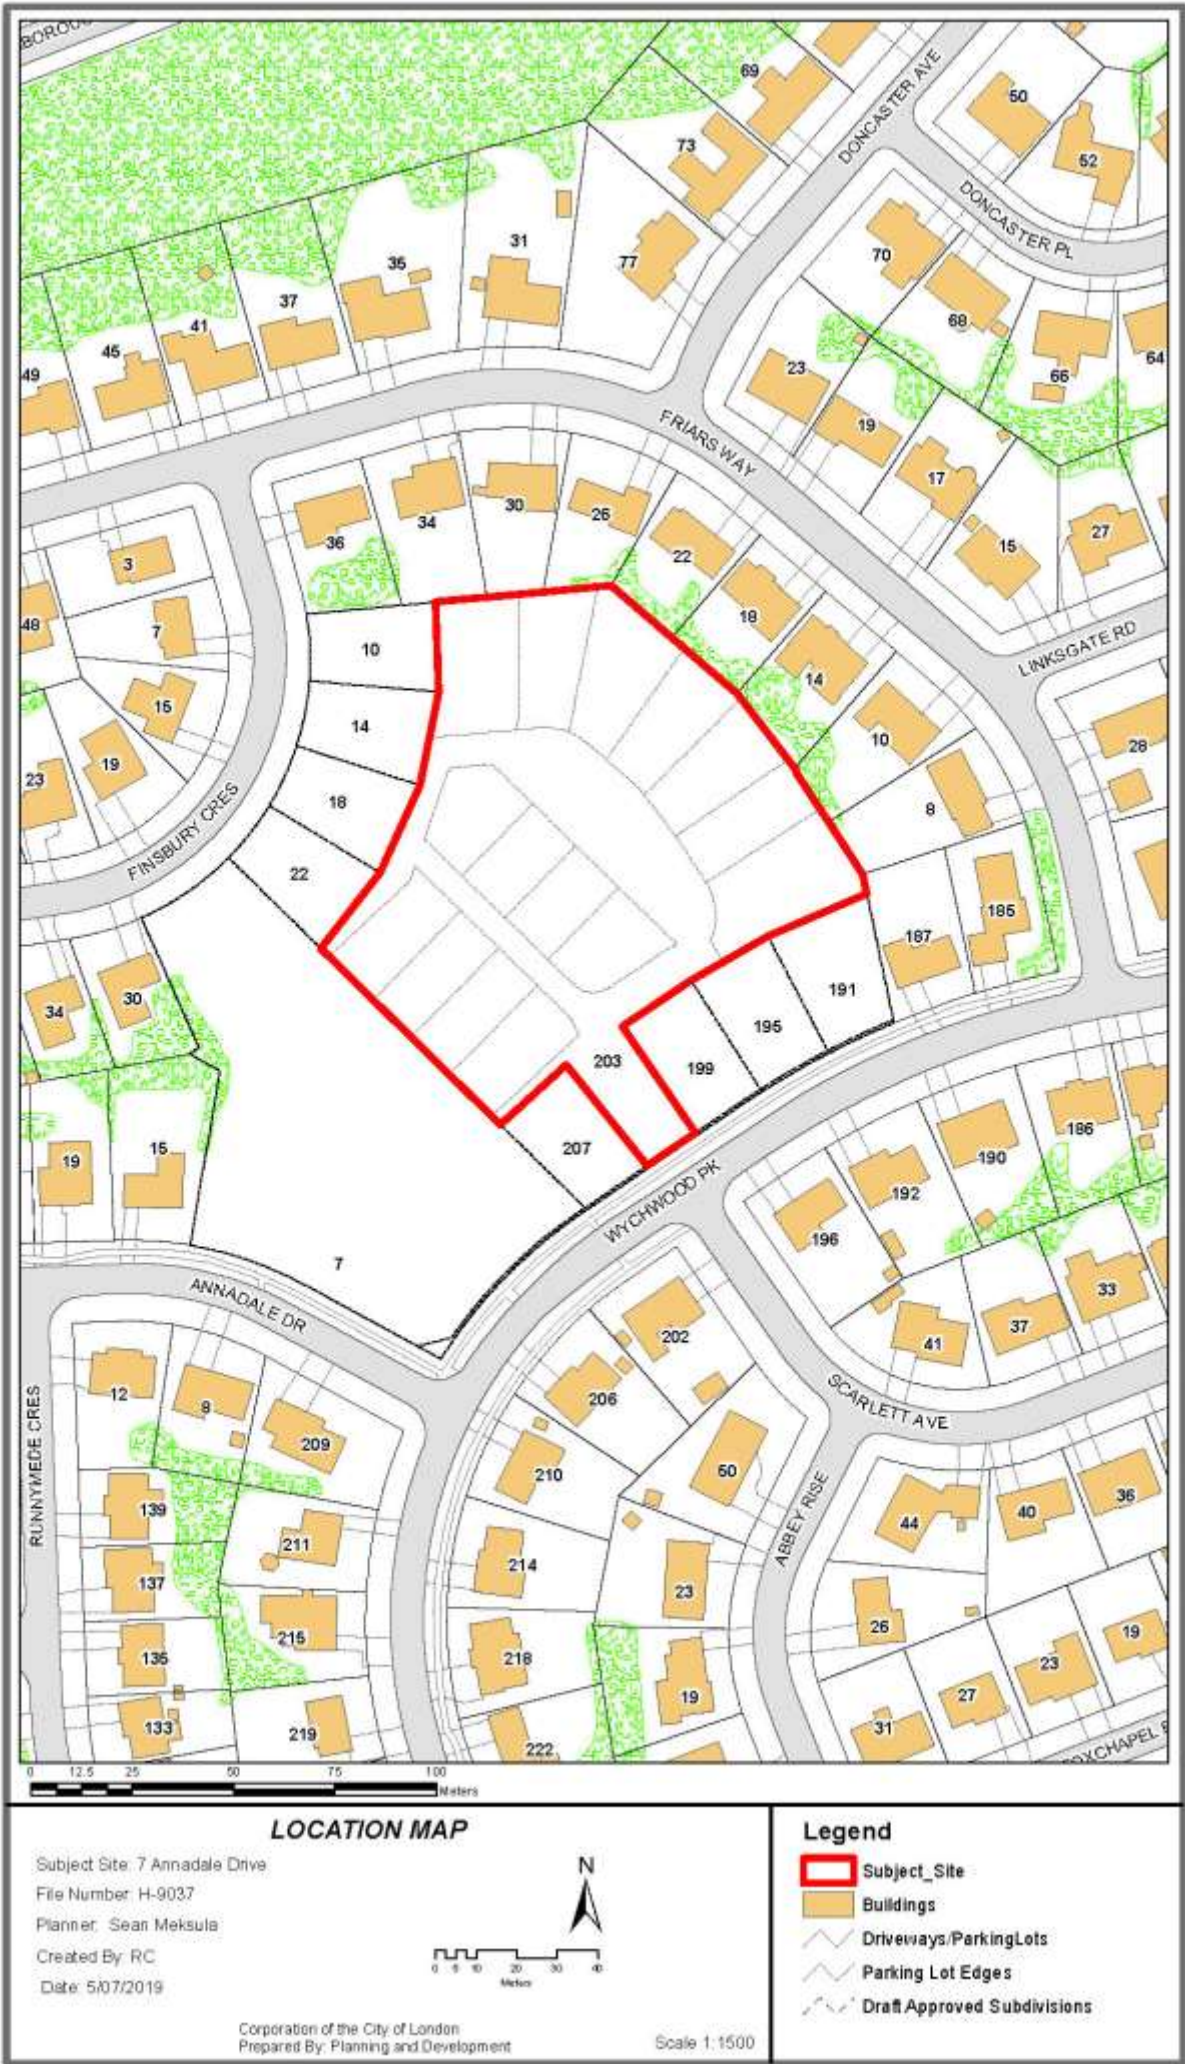 DONCASTER AVE
69
50
73
52
DONCASTER PL
31
35
77
70
37
68
41
45
49
66
64
23
FRIARS WAY
19
17
36
34
30
26
22
15
27
3
18
48
7
10
14
LINKSGATE RD
15
14
10
28
19
18
23
8
FINSBURY CRES
22
187
185
34
30
191
195
203
199
19
15
207
WYCHWOOD PK
186
190
192
196
7
ANNADALE DR
33
37
41
202
206
12
8
209
SCARLETT AVE
RUNNYMEDE CRES
210
50
ABBEY RISE
139
211
44
40
36
137
214
23
215
26
135
218
19
23
19
27
133
219
222
31
0 12.5 25 50 75 100
Meters
LOCATION MAP
Subject Site: 7 Annadale Drive
File Number: H-9037
Planner: Sean Meksula
Created By: RC
Date: 5/07/2019
N
0 5 10 20 30 40
Meters
Corporation of the City of London
Prepared By: Planning and Development
Scale 1:1500
Legend
Subject_Site
Buildings
Driveways/ParkingLots
Parking Lot Edges
Draft Approved Subdivisions